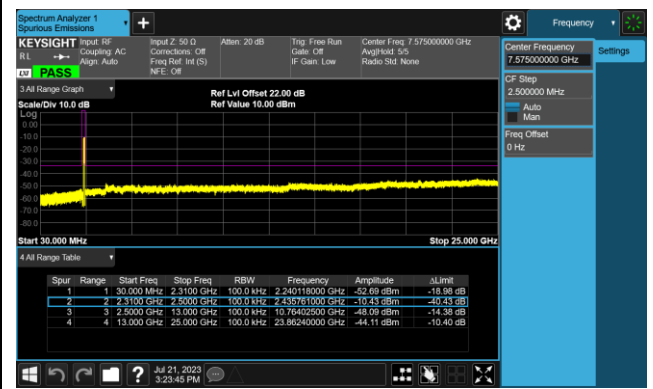 Spectrum Analyzer 1
Spurious Emissions
Frequency
KEYSIGHT Input: RF
Coupling: AC
Align: Auto
RL
LXI PASS
Input Z: 50 Ω
Corrections: Off
Freq Ref: Int (S)
NFE: Off
Atten: 20 dB
Trig: Free Run
Gate: Off
IF Gain: Low
Center Freq: 7.575000000 GHz
Avg|Hold: 5/5
Radio Std: None
Center Frequency
7.575000000 GHz
Settings
CF Step
2.500000 MHz
Auto
Man
Freq Offset
0 Hz
3 All Range Graph
Scale/Div 10.0 dB
Ref Lvl Offset 22.00 dB
Ref Value 10.00 dBm
Log
0.00
-10.0
-20.0
-30.0
-40.0
-50.0
-60.0
-70.0
-80.0
Start 30.000 MHz Stop 25.000 GHz
4 All Range Table
Spur Range Start Freq Stop Freq RBW Frequency Amplitude ΔLimit
1 1 30.000 MHz 2.3100 GHz 100.0 kHz 2.240118000 GHz -52.69 dBm -18.98 dB
2 2 2.3100 GHz 2.5000 GHz 100.0 kHz 2.435761000 GHz -10.43 dBm -40.43 dB
3 3 2.5000 GHz 13.000 GHz 100.0 kHz 10.76402500 GHz -48.09 dBm -14.38 dB
4 4 13.000 GHz 25.000 GHz 100.0 kHz 23.86240000 GHz -44.11 dBm -10.40 dB
Jul 21, 2023
3:23:45 PM